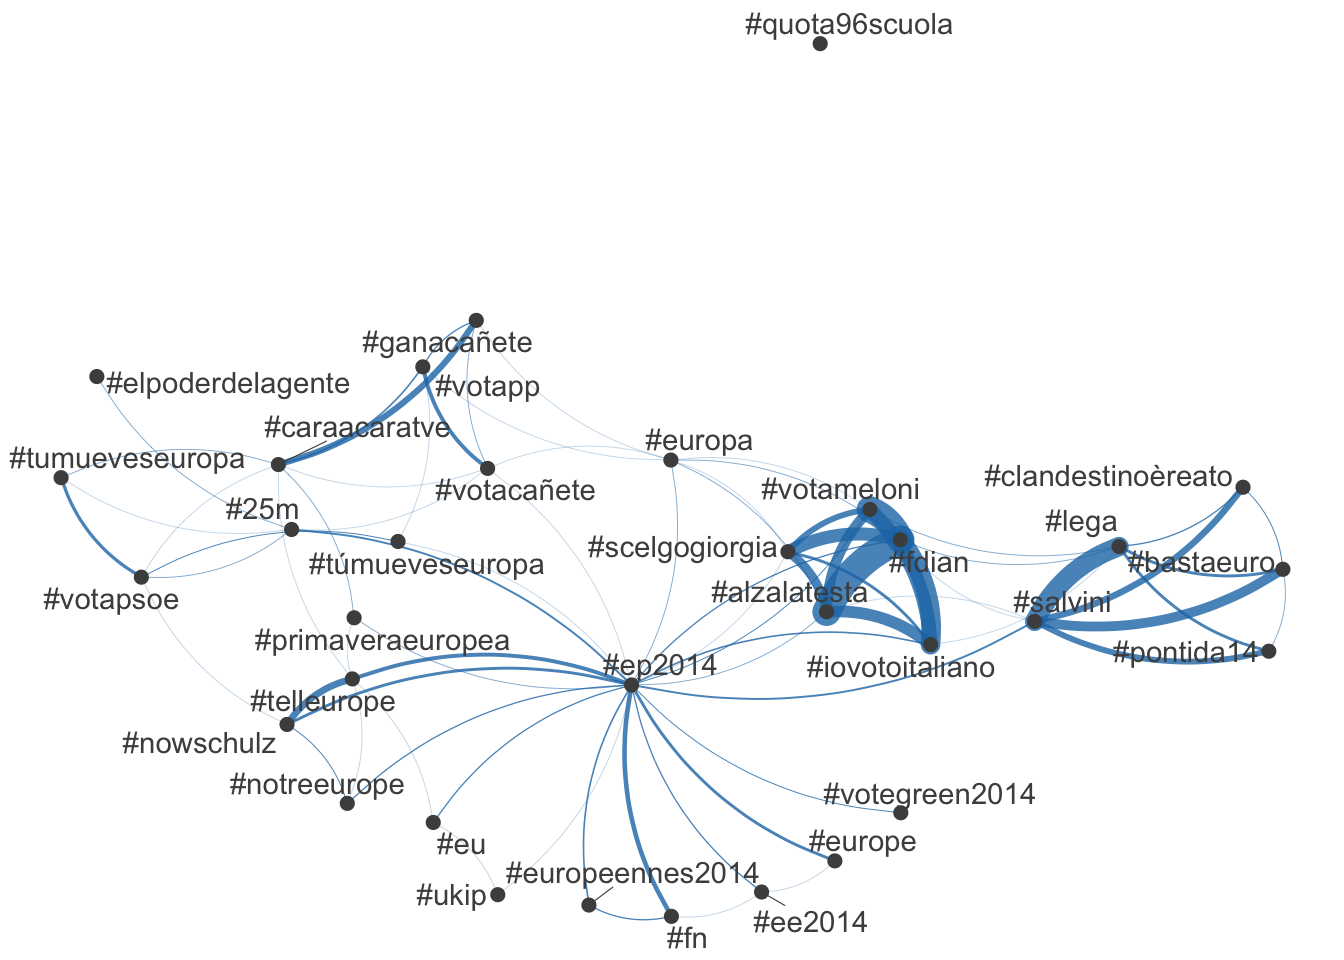 #quota96scuola
#ganacañete
#elpoderdelagente
#votapp
#caraacaratve
#europa
#tumueveseuropa
#clandestinoèreato
#votacañete
#votameloni
#25m
#lega
#scelgogiorgia
#túmueveseuropa
#fdian
#bastaeuro
#alzalatesta
#votapsoe
#salvini
#primaveraeuropea
#pontida14
#ep2014
#iovotoitaliano
#telleurope
#nowschulz
#notreeurope
#votegreen2014
#eu
#europe
#europeennes2014
#ukip
#ee2014
#fn